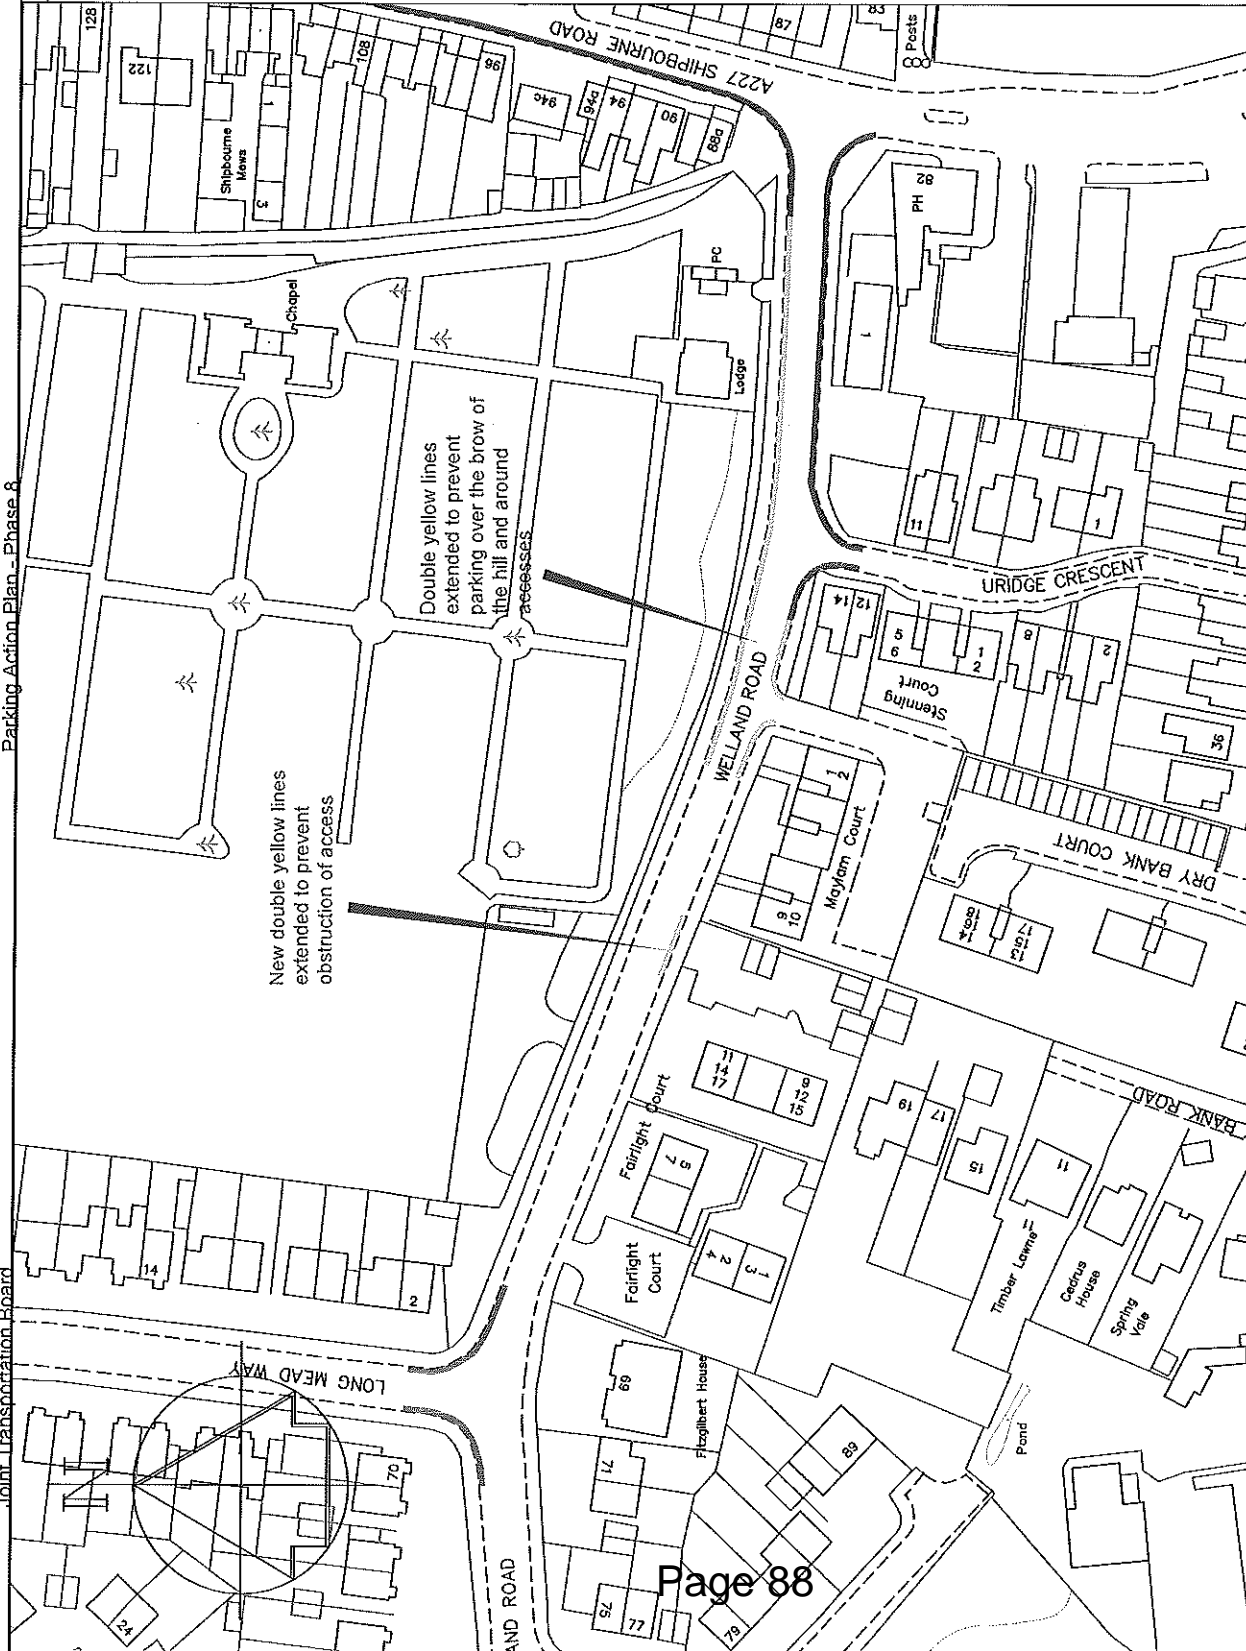 Parking Action Plan - Phase 8
Joint Transportation Board
128
122
Shipbourne
Mews
1
3
108
96
94c
94a
94
90
88a
A227 SHIPBOURNE ROAD
87
83
Posts
Chapel
PC
Lodge
PH
82
1
Double yellow lines
extended to prevent
parking over the brow of
the hill and around
accesses
New double yellow lines
extended to prevent
obstruction of access
WELLAND ROAD
URIDGE CRESCENT
11
1
12
14
5
6
1
2
Stenning
Court
8
2
36
1
2
Maylam Court
9
10
DRY BANK COURT
BANK ROAD
Fairlight Court
11
14
17
9
12
15
5
7
Fairlight
Court
2
4
1
3
19
17
15
11
Timber Lawne
11
Cedrus
House
Spring
Vale
Pond
14
2
LONG MEAD WAY
N
70
24
69
Fitzgilbert House
71
75
77
79
89
AND ROAD
Page 88